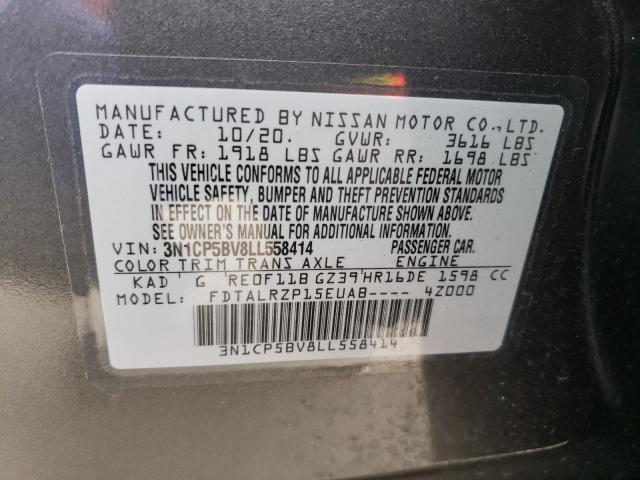 MANUFACTURED BY NISSAN MOTOR CO.,LTD.
DATE: 10/20. GVWR: 3616 LBS
GAWR FR: 1918 LBS GAWR RR: 1698 LBS
THIS VEHICLE CONFORMS TO ALL APPLICABLE FEDERAL MOTOR
VEHICLE SAFETY, BUMPER AND THEFT PREVENTION STANDARDS
IN EFFECT ON THE DATE OF MANUFACTURE SHOWN ABOVE.
SEE OWNER'S MANUAL FOR ADDITIONAL INFORMATION.
VIN: 3N1CP5BV8LL558414 PASSENGER CAR.
COLOR TRIM TRANS AXLE ENGINE
KAD G RE0F11B GZ39 HR16DE 1598 CC
MODEL: FDTALRZP15EUAB---- 4Z000
3N1CP5BV8LL558414